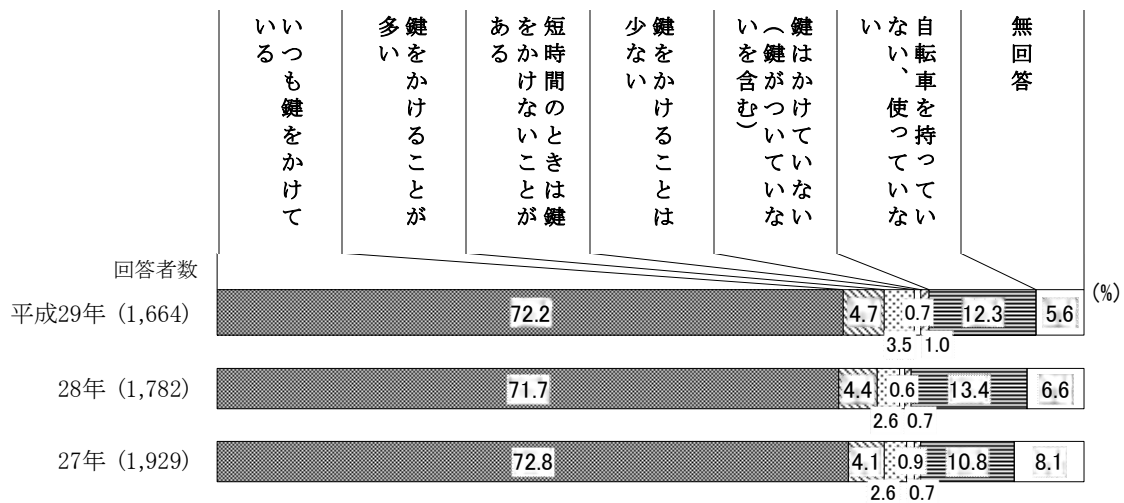 いつも鍵をかけて
いる
鍵をかけることが
多い
短時間のときは鍵
をかけないことが
ある
鍵をかけることは
少ない
鍵はかけていない
（鍵がついていな
いを含む）
自転車を持ってい
ない、使っていな
い
無回答
回答者数
(%)
平成29年 (1,664)
72.2
4.7
0.7
12.3
5.6
3.5
1.0
28年 (1,782)
71.7
4.4
0.6
13.4
6.6
2.6
0.7
27年 (1,929)
72.8
4.1
0.9
10.8
8.1
2.6
0.7